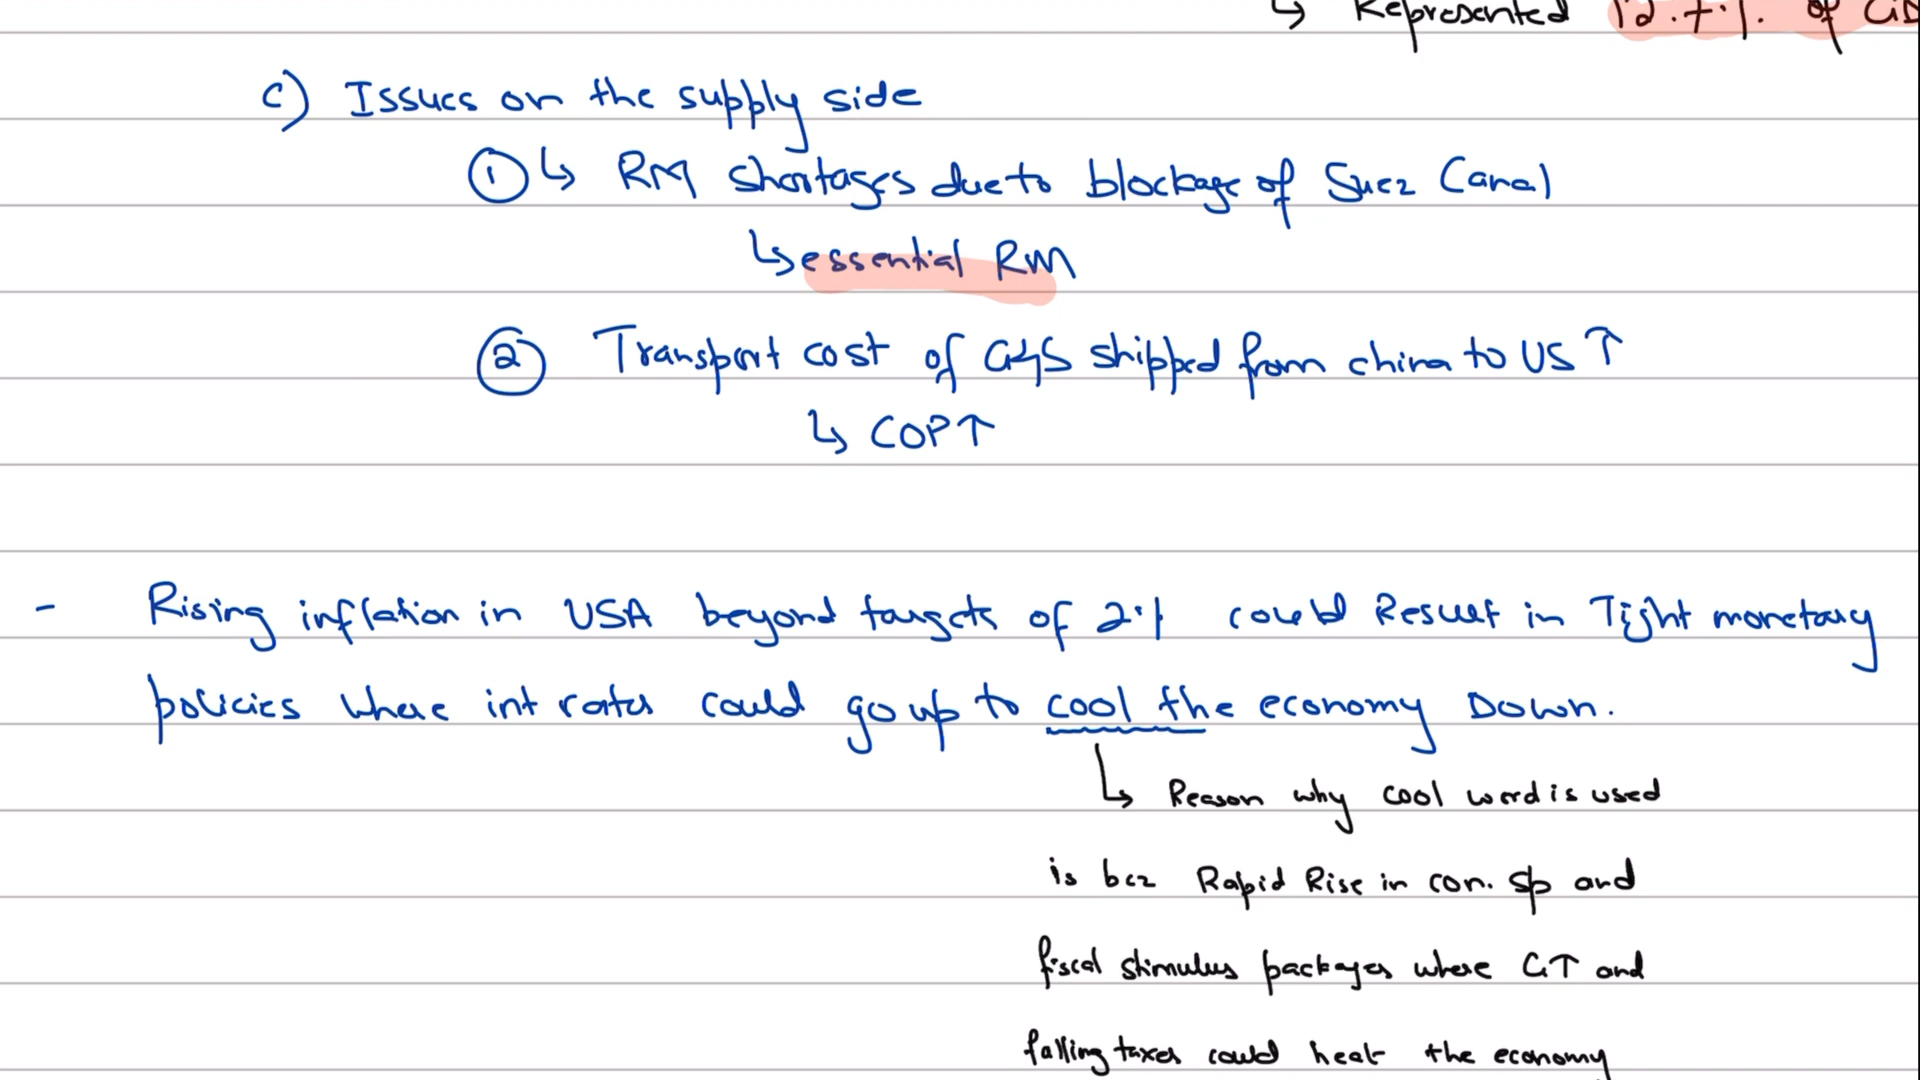 ↳ Represented 12.7%. of GD
c) Issues on the supply side
① ↳ RM shortages due to blockage of Suez Canal
↳ essential RM
② Transport cost of G&S shipped from china to US ↑
↳ COP↑
- Rising inflation in USA beyond targets of 2% could Result in Tight monetary
policies where int rates could go up to cool the economy Down.
↳ Reason why cool word is used
is bcz Rapid Rise in con. sp and
fiscal stimulus packages where G↑ and
falling taxes could heat the economy